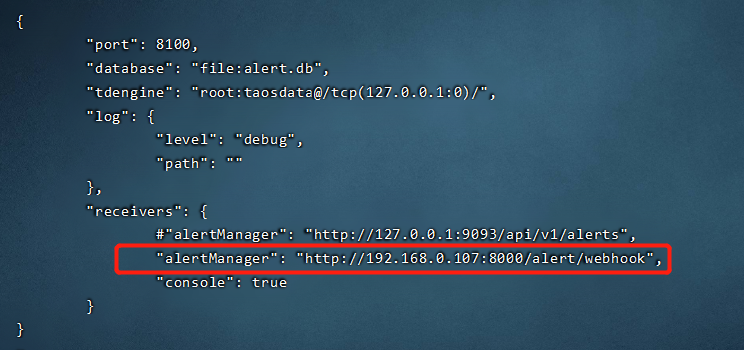 {
"port": 8100,
"database": "file:alert.db",
"tdengine": "root:taosdata@/tcp(127.0.0.1:0)/",
"log": {
"level": "debug",
"path": ""
},
"receivers": {
#"alertManager": "http://127.0.0.1:9093/api/v1/alerts",
"alertManager": "http://192.168.0.107:8000/alert/webhook",
"console": true
}
}